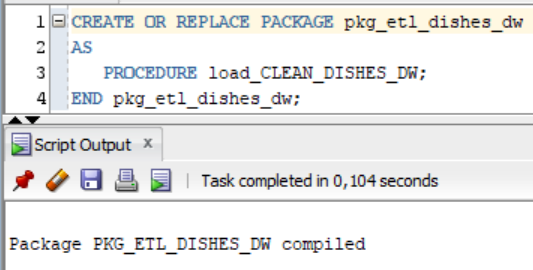 1 CREATE OR REPLACE PACKAGE pkg_etl_dishes_dw
2 AS
3 PROCEDURE load_CLEAN_DISHES_DW;
4 END pkg_etl_dishes_dw;
Script Output x
Task completed in 0,104 seconds
Package PKG_ETL_DISHES_DW compiled